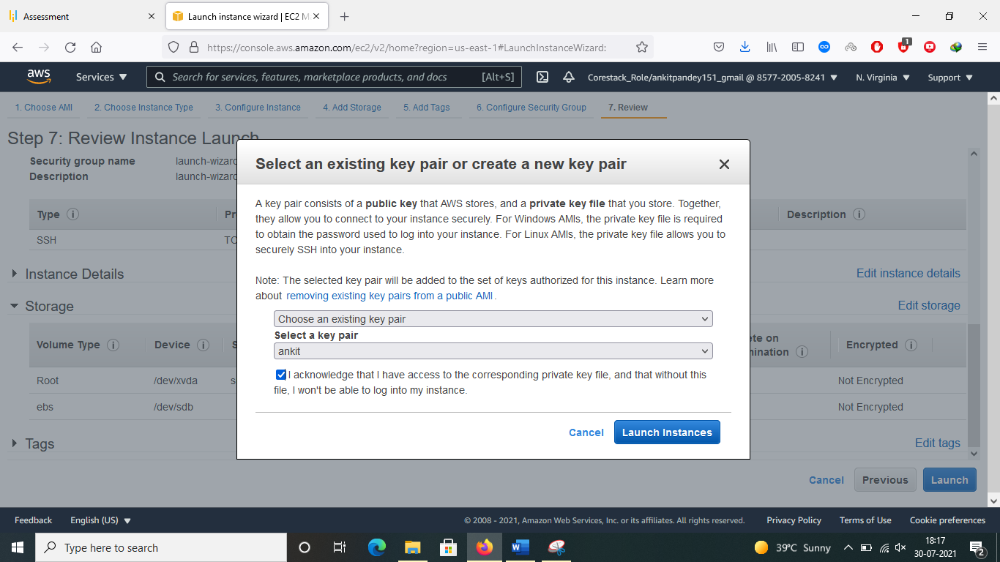 Assessment
Launch instance wizard | EC2 M
https://console.aws.amazon.com/ec2/v2/home?region=us-east-1#LaunchInstanceWizard:
1
aws
Services
Search for services, features, marketplace products, and docs
[Alt+S]
Corestack_Role/ankitpandey151_gmail @ 8577-2005-8241
N. Virginia
Support
1. Choose AMI
2. Choose Instance Type
3. Configure Instance
4. Add Storage
5. Add Tags
6. Configure Security Group
7. Review
Step 7: Review Instance Launch
Security group name
launch-wizard
Description
launch-wizard
Type
Pr
Description
SSH
TC
Instance Details
Edit instance details
Storage
Edit storage
Volume Type
Device
S
te on
mination
Encrypted
Root
/dev/xvda
s
Not Encrypted
ebs
/dev/sdb
Not Encrypted
Tags
Edit tags
Select an existing key pair or create a new key pair
A key pair consists of a public key that AWS stores, and a private key file that you store. Together,
they allow you to connect to your instance securely. For Windows AMIs, the private key file is required
to obtain the password used to log into your instance. For Linux AMIs, the private key file allows you to
securely SSH into your instance.
Note: The selected key pair will be added to the set of keys authorized for this instance. Learn more
about removing existing key pairs from a public AMI.
Choose an existing key pair
Select a key pair
ankit
I acknowledge that I have access to the corresponding private key file, and that without this
file, I won't be able to log into my instance.
Cancel
Launch Instances
Cancel
Previous
Launch
Feedback
English (US)
© 2008 - 2021, Amazon Web Services, Inc. or its affiliates. All rights reserved.
Privacy Policy
Terms of Use
Cookie preferences
Type here to search
39°C Sunny
18:17
30-07-2021
2